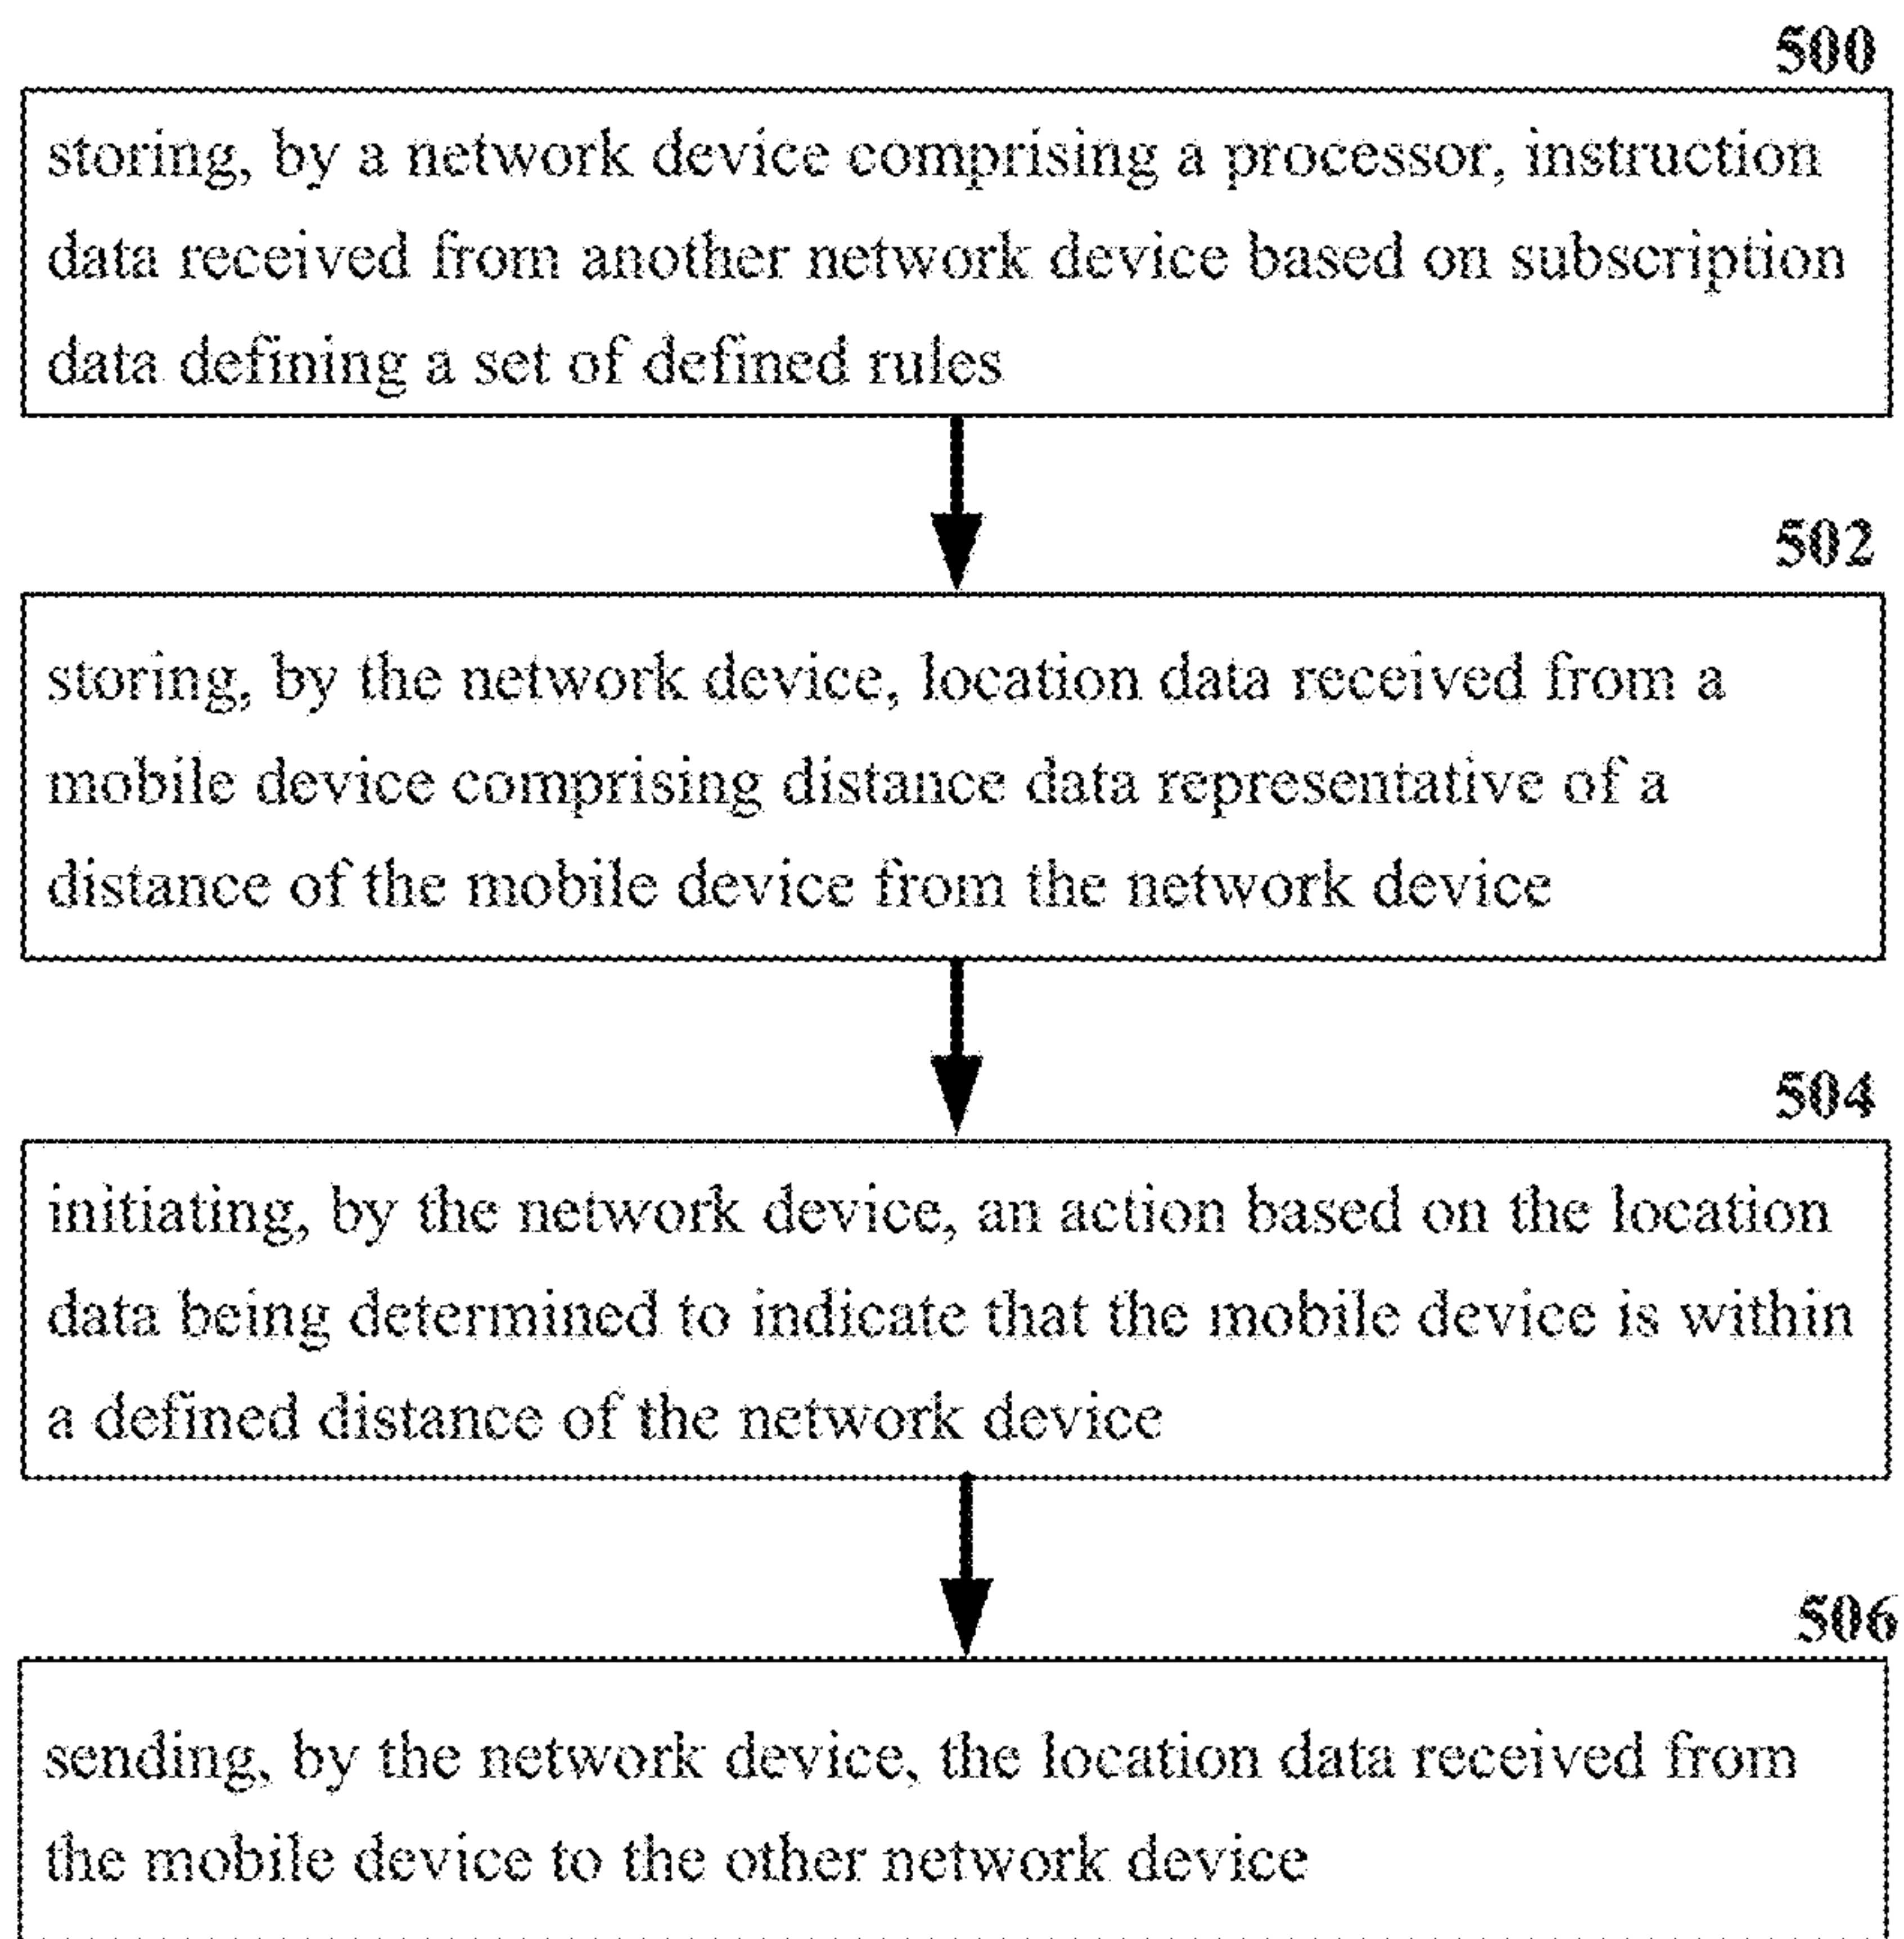 500
storing, by a network device comprising a processor, instruction
data received from another network device based on subscription
data defining a set of defined rules
502
storing, by the network device, location data received from a
mobile device comprising distance data representative of a
distance of the mobile device from the network device
504
initiating, by the network device, an action based on the location
data being determined to indicate that the mobile device is within
a defined distance of the network device
506
sending, by the network device, the location data received from
the mobile device to the other network device